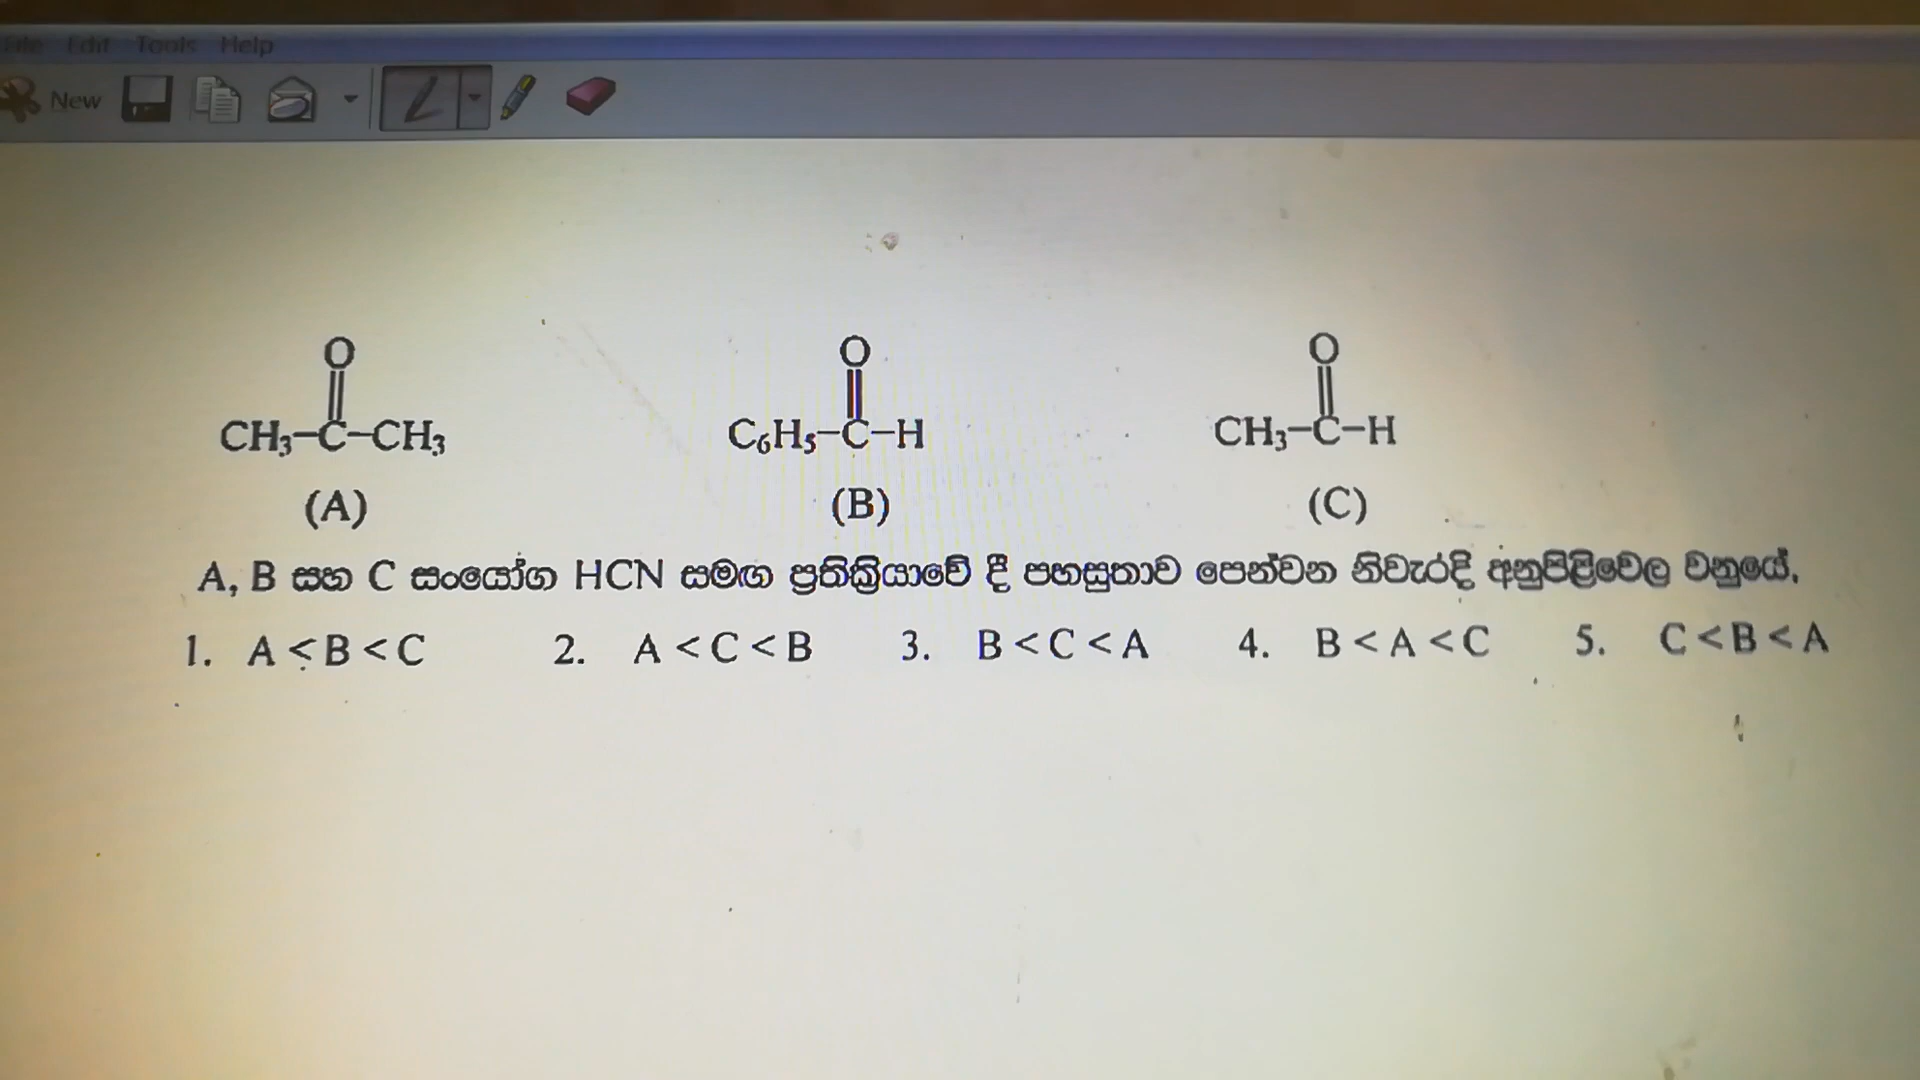 File Edit Tools Help
New
O O O
CH₃–C–CH₃ C₆H₅–C–H CH₃–C–H
(A) (B) (C)
A, B සහ C සංයෝග HCN සමඟ ප්‍රතික්‍රියාවේ දී පහසුතාව පෙන්වන නිවැරදි අනුපිළිවෙල වනුයේ,
1. A < B < C 2. A < C < B 3. B < C < A 4. B < A < C 5. C < B < A